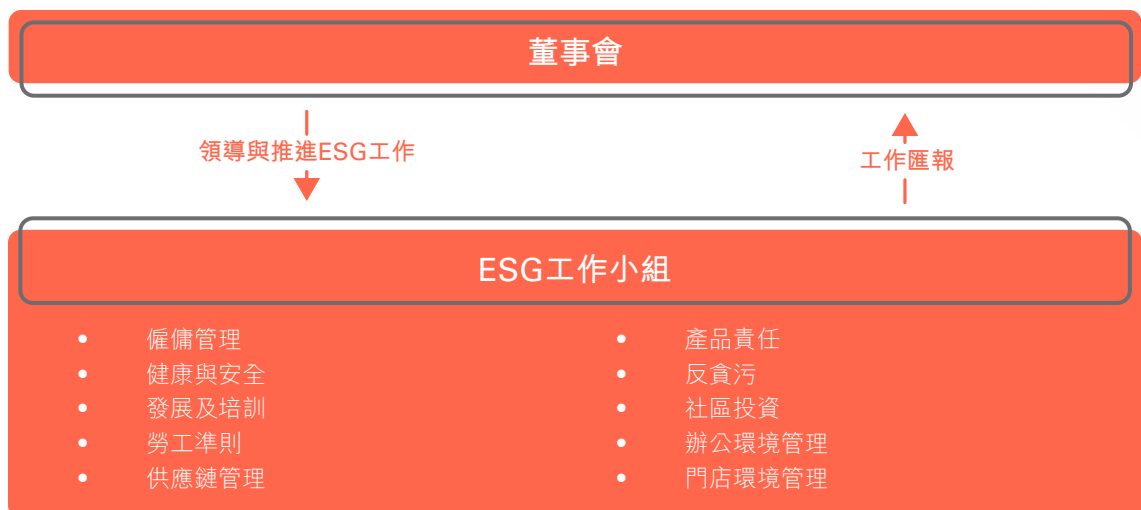 董事會
領導與推進ESG工作
工作匯報
ESG工作小組
• 僱傭管理
• 健康與安全
• 發展及培訓
• 勞工準則
• 供應鏈管理
• 產品責任
• 反貪污
• 社區投資
• 辦公環境管理
• 門店環境管理